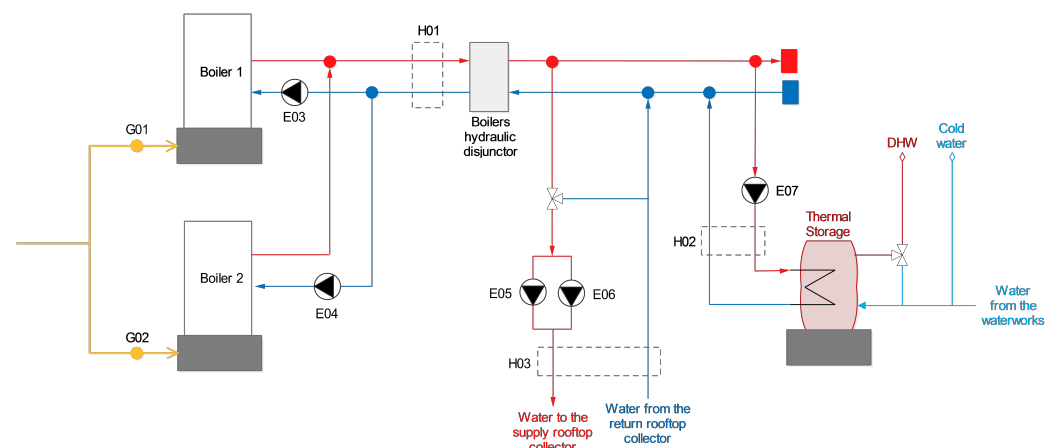 H01
Boiler 1
E03
Boilers
hydraulic
disjunctor
G01
Cold
water
DHW
E07
Thermal
Storage
H02
Boiler 2
E04
E05
E06
Water
from the
waterworks
G02
H03
Water to the
supply rooftop
collector
Water from the
return rooftop
collector